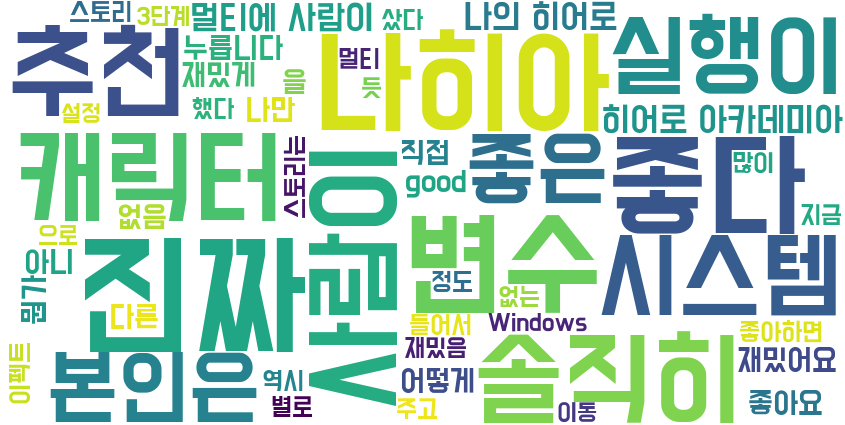 스토리
3단계
멀티에 사람이
샀다
나의 히어로
추천
누릅니다
멀티
나히아
실행이
재밌게
을
듯
설정
했다
나만
히어로 아카데미아
캐릭터
스토리는
사람이
직접
good
좋은
좋다
많이
없음
지금
으로
진짜
변수
시스템
아니
정도
없는
뭔가
다른
들어서
Windows
좋아하면
이펙트
본인은
역시
별로
재밌음
어떻게
주고
솔직히
이동
재밌어요
좋아요